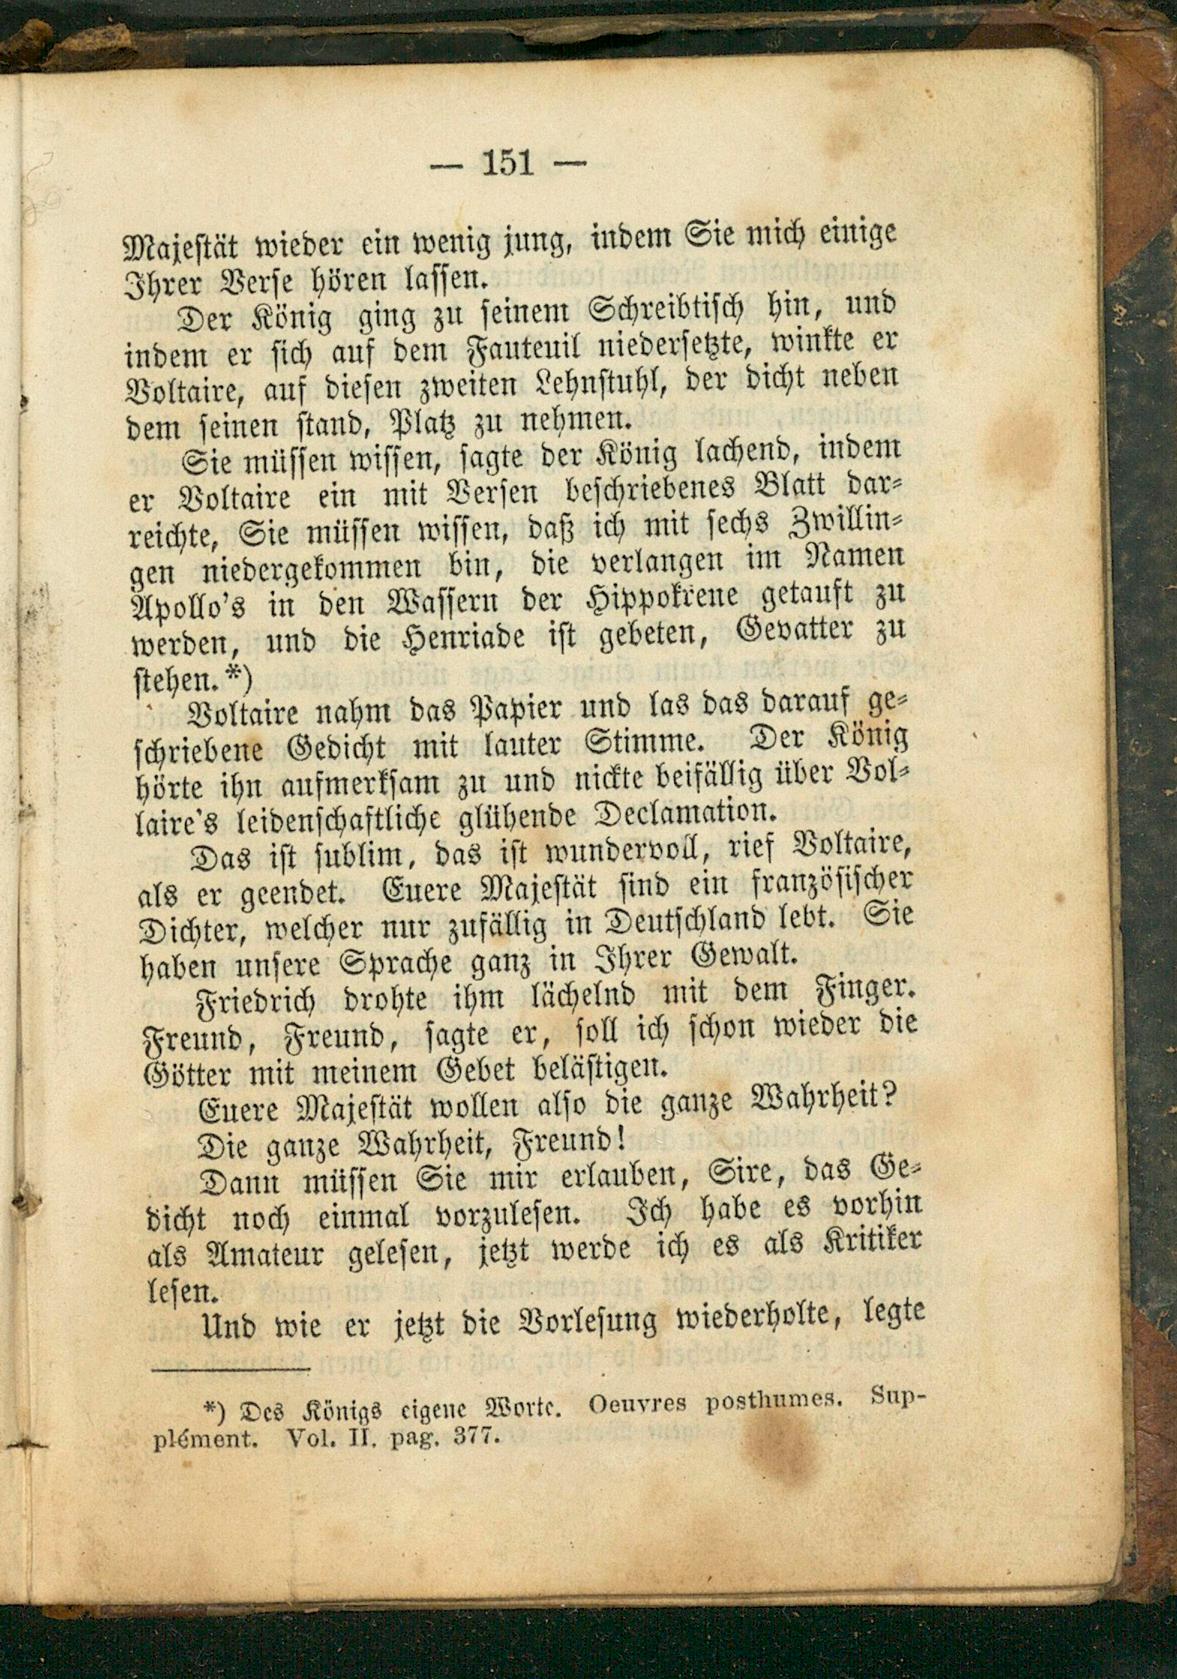 — 151 —
Majestät wieder ein wenig jung, indem Sie mich einige
Ihrer Verse hören lassen.
Der König ging zu seinem Schreibtisch hin, und
indem er sich auf dem Fauteuil niedersetzte, winkte er
Voltaire, auf diesen zweiten Lehnstuhl, der dicht neben
dem seinen stand, Platz zu nehmen.
Sie müssen wissen, sagte der König lachend, indem
er Voltaire ein mit Versen beschriebenes Blatt dar-
reichte, Sie müssen wissen, daß ich mit sechs Zwillin-
gen niedergekommen bin, die verlangen im Namen
Apollo's in den Wassern der Hippokrene getauft zu
werden, und die Henriade ist gebeten, Gevatter zu
stehen.*)
Voltaire nahm das Papier und las das darauf ge-
schriebene Gedicht mit lauter Stimme. Der König
hörte ihn aufmerksam zu und nickte beifällig über Vol-
laire's leidenschaftliche glühende Declamation.
Das ist sublim, das ist wundervoll, rief Voltaire,
als er geendet. Euere Majestät sind ein französischer
Dichter, welcher nur zufällig in Deutschland lebt. Sie
haben unsere Sprache ganz in Ihrer Gewalt.
Friedrich drohte ihm lächelnd mit dem Finger.
Freund, Freund, sagte er, soll ich schon wieder die
Götter mit meinem Gebet belästigen.
Euere Majestät wollen also die ganze Wahrheit?
Die ganze Wahrheit, Freund!
Dann müssen Sie mir erlauben, Sire, das Ge-
dicht noch einmal vorzulesen. Ich habe es vorhin
als Amateur gelesen, jetzt werde ich es als Kritiker
lesen.
Und wie er jetzt die Vorlesung wiederholte, legte
*) Des Königs eigene Worte. Oeuvres posthumes. Sup-
plément. Vol. II. pag. 377.